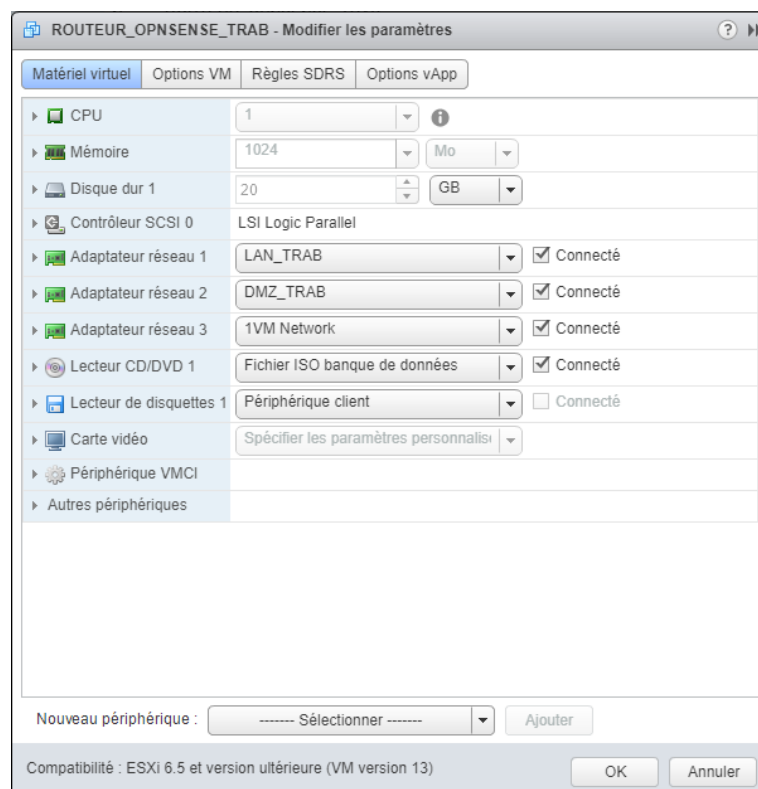 ROUTEUR_OPNSENSE_TRAB - Modifier les paramètres ?
Matériel virtuel Options VM Règles SDRS Options vApp
CPU 1
Mémoire 1024 Mo
Disque dur 1 20 GB
Contrôleur SCSI 0 LSI Logic Parallel
Adaptateur réseau 1 LAN_TRAB Connecté
Adaptateur réseau 2 DMZ_TRAB Connecté
Adaptateur réseau 3 1VM Network Connecté
Lecteur CD/DVD 1 Fichier ISO banque de données Connecté
Lecteur de disquettes 1 Périphérique client Connecté
Carte vidéo Spécifier les paramètres personnalis
Périphérique VMCI
Autres périphériques
Nouveau périphérique : ------- Sélectionner ------- Ajouter
Compatibilité : ESXi 6.5 et version ultérieure (VM version 13) OK Annuler